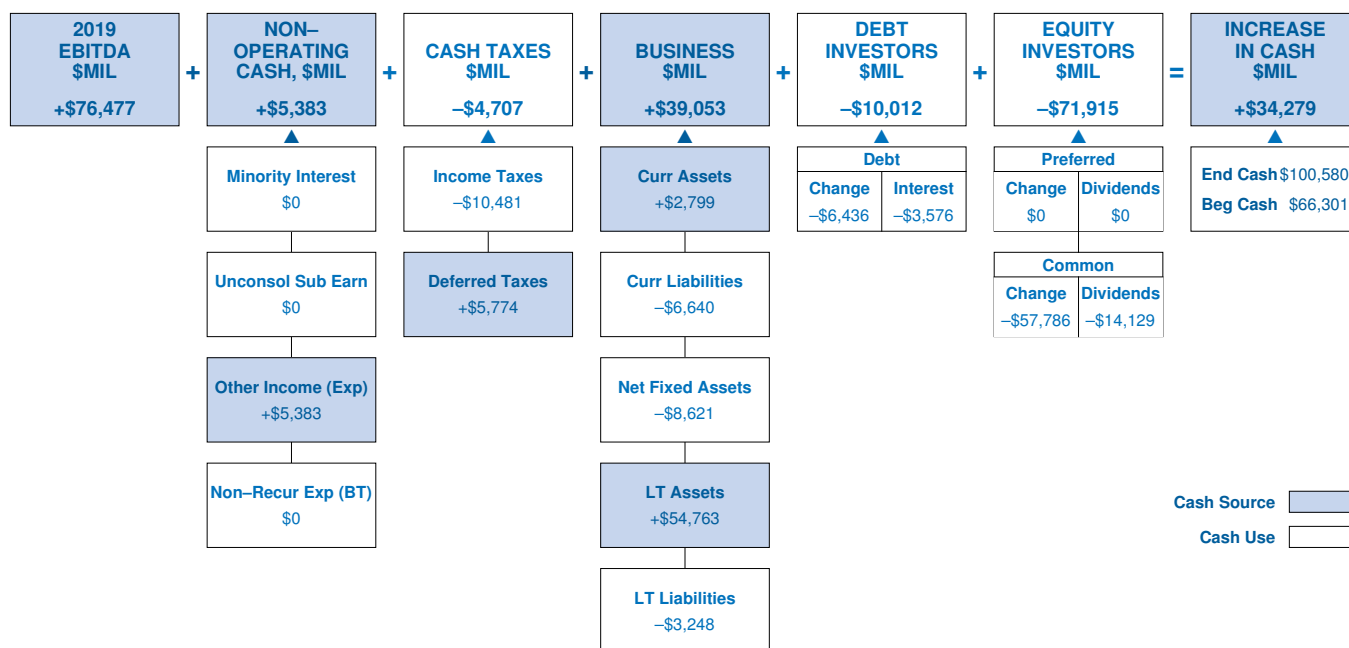 2019
EBITDA
$MIL
+$76,477
+
NON–
OPERATING
CASH, $MIL
+$5,383
+
CASH TAXES
$MIL
–$4,707
+
BUSINESS
$MIL
+$39,053
+
DEBT
INVESTORS
$MIL
–$10,012
+
EQUITY
INVESTORS
$MIL
–$71,915
=
INCREASE
IN CASH
$MIL
+$34,279
Minority Interest
$0
Unconsol Sub Earn
$0
Other Income (Exp)
+$5,383
Non–Recur Exp (BT)
$0
Income Taxes
–$10,481
Deferred Taxes
+$5,774
Curr Assets
+$2,799
Curr Liabilities
–$6,640
Net Fixed Assets
–$8,621
LT Assets
+$54,763
LT Liabilities
–$3,248
Debt
Change Interest
–$6,436 –$3,576
Preferred
Change Dividends
$0 $0
Common
Change Dividends
–$57,786 –$14,129
End Cash $100,580
Beg Cash $66,301
Cash Source
Cash Use